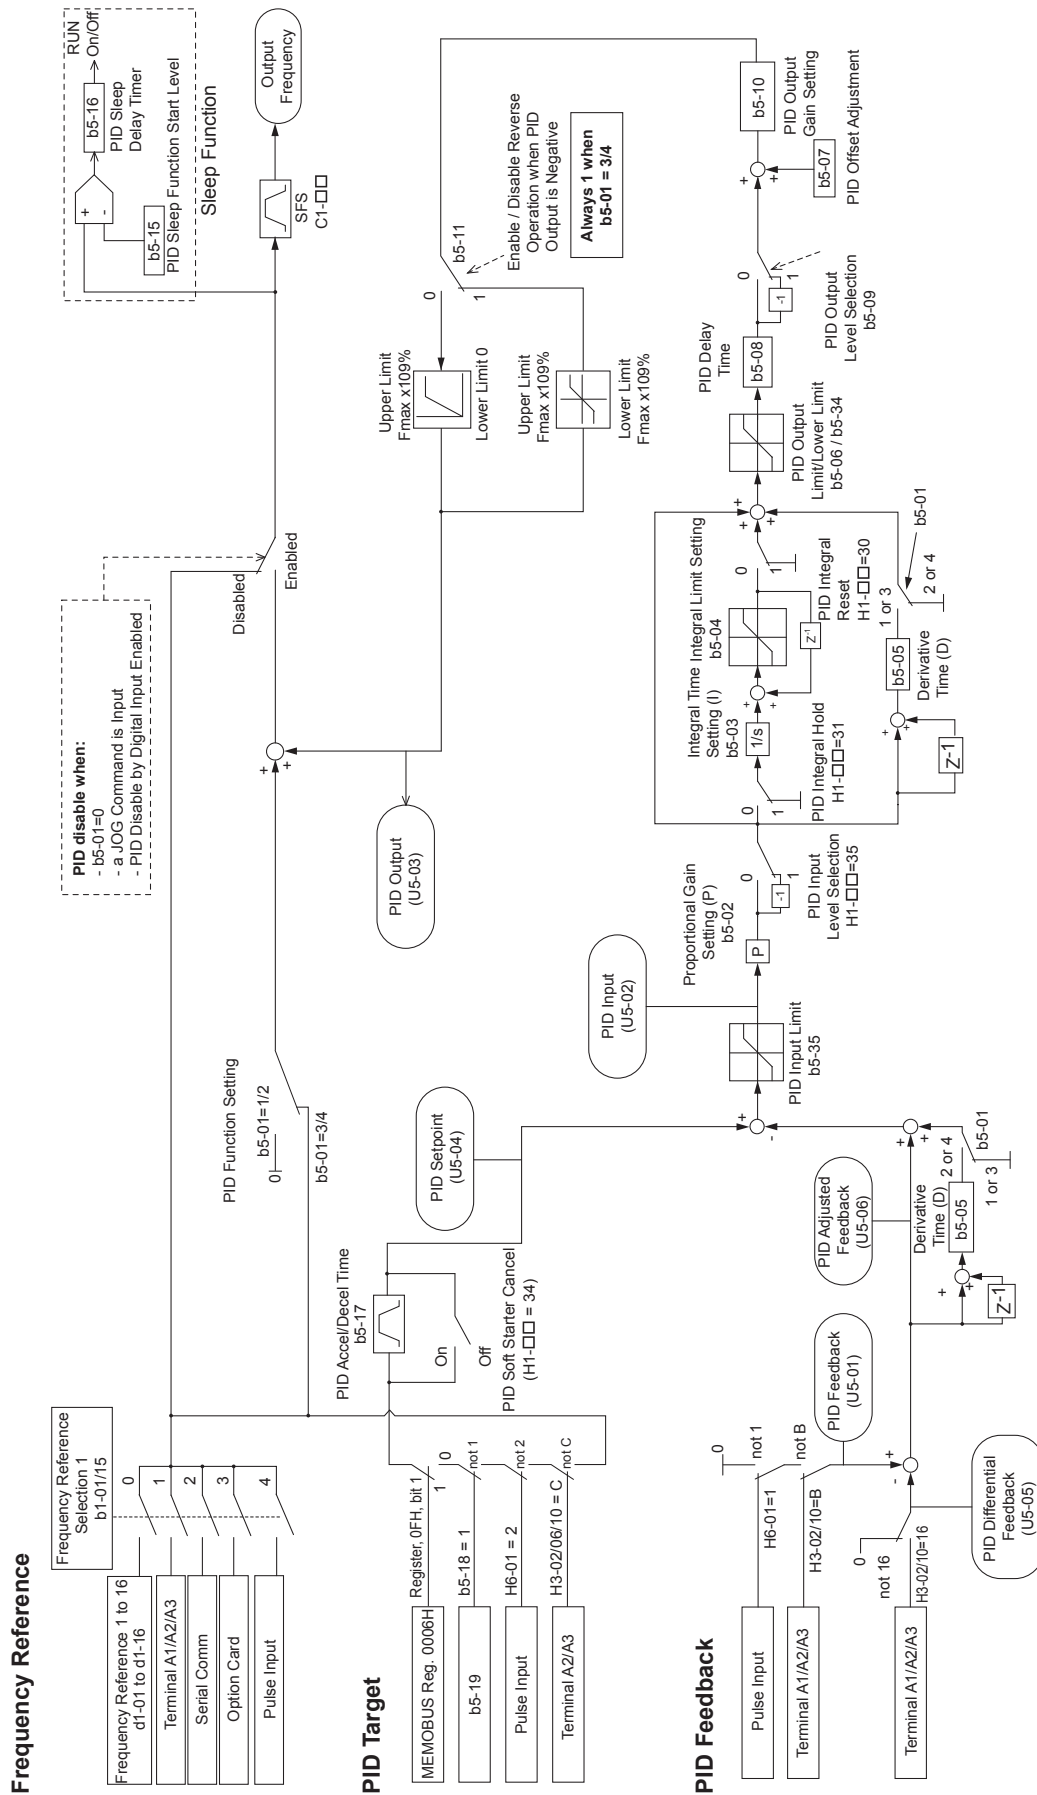 Frequency Reference
Frequency Reference
Selection 1
b1-01/15
Frequency Reference 1 to 16
d1-01 to d1-16
Terminal A1/A2/A3
Serial Comm
Option Card
Pulse Input
0
1
2
3
4
PID Function Setting
0
b5-01=1/2
b5-01=3/4
PID disable when:
- b5-01=0
- a JOG Command is Input
- PID Disable by Digital Input Enabled
Disabled
Enabled
+
+
RUN
On/Off
b5-16
PID Sleep
Delay Timer
+
-
b5-15
PID Sleep Function Start Level
Sleep Function
SFS
C1-□□
Output
Frequency
PID Target
MEMOBUS Reg. 0006H
b5-19
Pulse Input
Terminal A2/A3
Register, 0FH, bit 1
1
0
b5-18 = 1
not 1
H6-01 = 2
not 2
H3-02/06/10 = C
not C
PID Accel/Decel Time
b5-17
On
Off
PID Soft Starter Cancel
(H1-□□ = 34)
PID Setpoint
(U5-04)
PID Output
(U5-03)
Upper Limit
Fmax x109%
Lower Limit 0
Upper Limit
Fmax x109%
Lower Limit
Fmax x109%
0
1
b5-11
Enable / Disable Reverse
Operation when PID
Output is Negative
Always 1 when
b5-01 = 3/4
PID Feedback
Pulse Input
Terminal A1/A2/A3
Terminal A1/A2/A3
0
H6-01=1
not 1
H3-02/10=B
not B
0
not 16
H3-02/10=16
PID Feedback
(U5-01)
PID Differential
Feedback
(U5-05)
+
-
PID Adjusted
Feedback
(U5-06)
+
+
Z-1
Derivative
Time (D)
b5-05
2 or 4
1 or 3
b5-01
+
+
+
-
PID Input Limit
b5-35
PID Input
(U5-02)
Proportional Gain
Setting (P)
b5-02
P
0
1
-1
PID Input
Level Selection
H1-□□=35
0
1
PID Integral Hold
H1-□□=31
Integral Time
Setting (I)
b5-03
1/s
+
+
Integral Limit Setting
b5-04
Z-1
0
1
PID Integral
Reset
H1-□□=30
+
+
Z-1
b5-05
Derivative
Time (D)
1 or 3
2 or 4
b5-01
+
+
+
PID Output
Limit/Lower Limit
b5-06 / b5-34
PID Delay
Time
b5-08
-1
0
1
PID Output
Level Selection
b5-09
+
+
b5-07
PID Offset Adjustment
b5-10
PID Output
Gain Setting